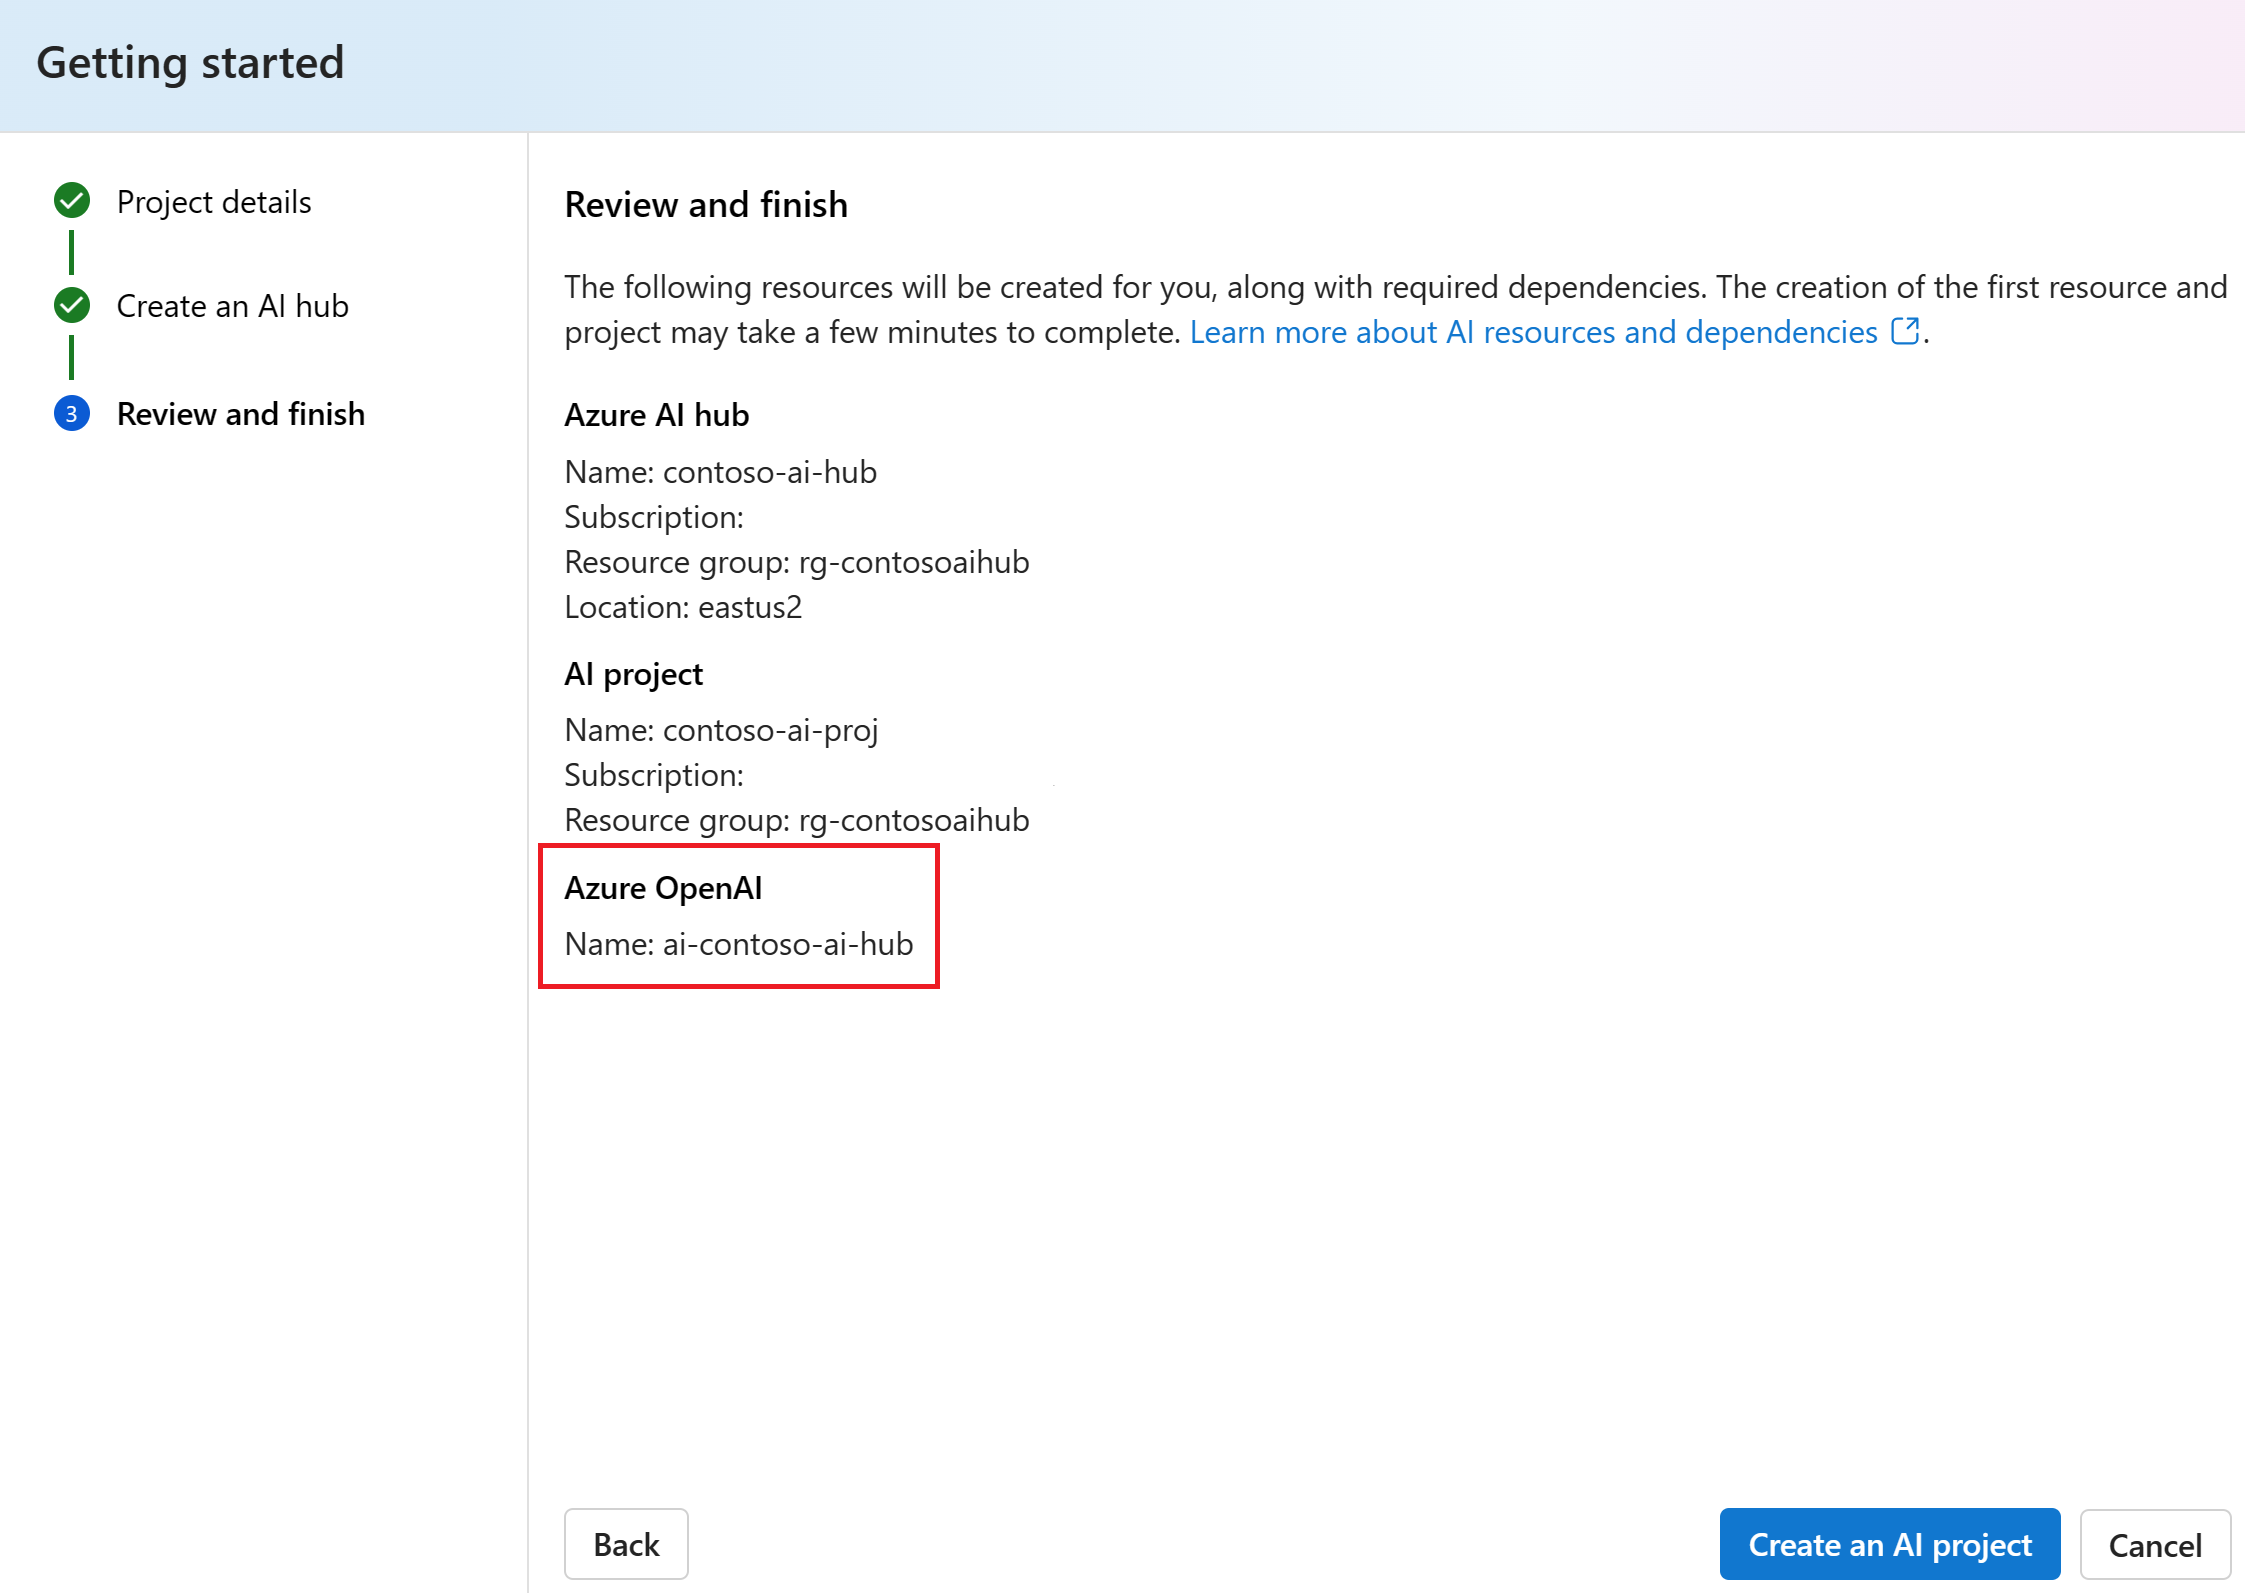 Getting started
Project details
Create an AI hub
3
Review and finish
Review and finish
The following resources will be created for you, along with required dependencies. The creation of the first resource and
project may take a few minutes to complete. Learn more about AI resources and dependencies.
Azure AI hub
Name: contoso-ai-hub
Subscription:
Resource group: rg-contosoaihub
Location: eastus2
AI project
Name: contoso-ai-proj
Subscription:
Resource group: rg-contosoaihub
Azure OpenAI
Name: ai-contoso-ai-hub
Back
Create an AI project
Cancel